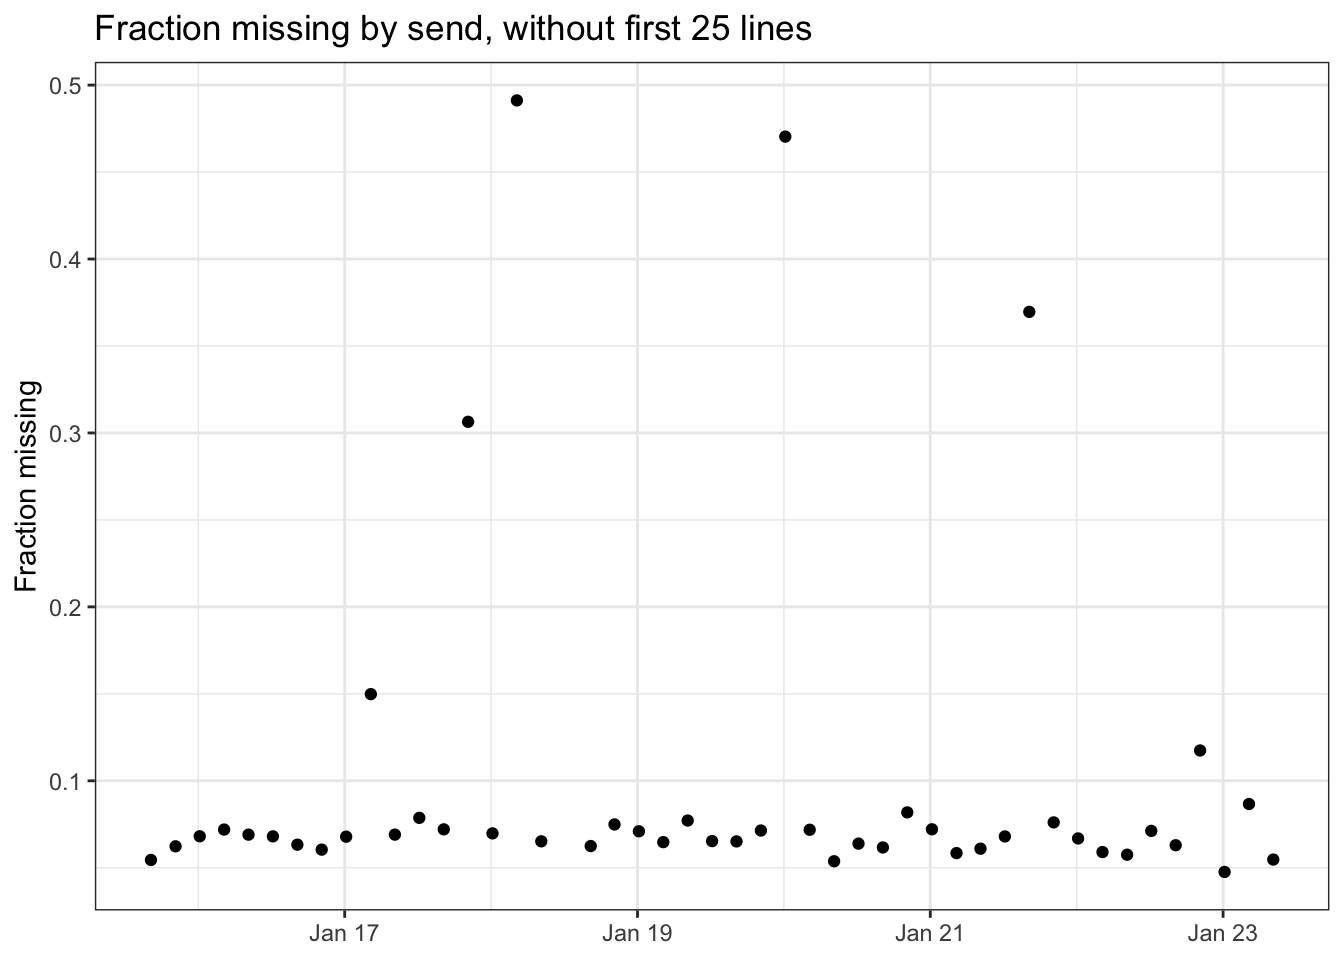 Fraction missing by send, without first 25 lines
Fraction missing
0.5
0.4
0.3
0.2
0.1
Jan 17
Jan 19
Jan 21
Jan 23